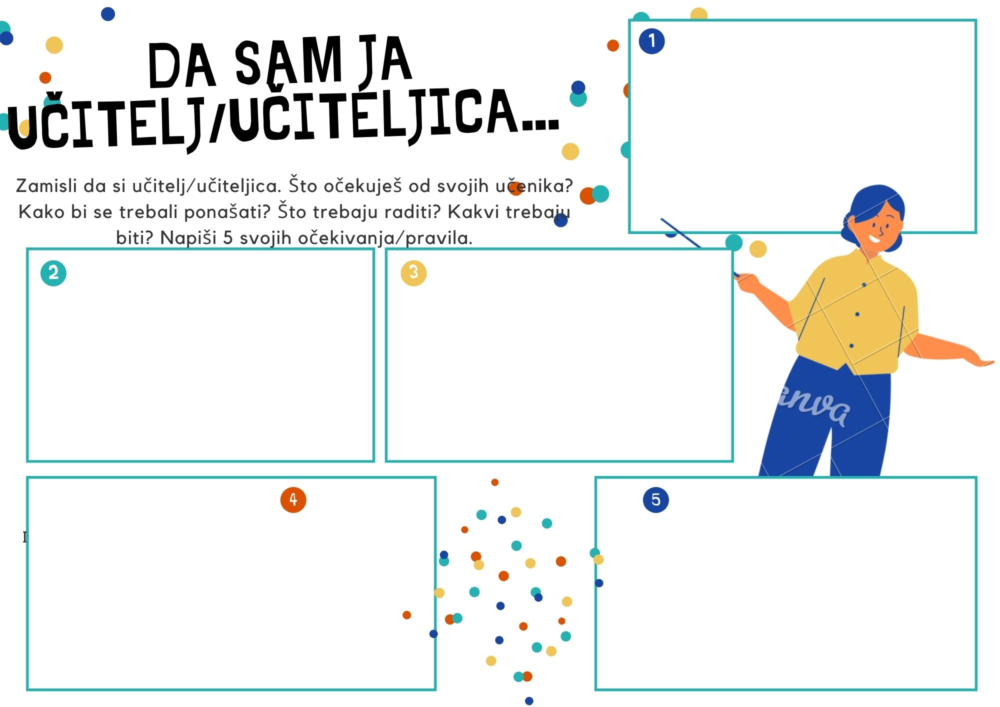 DA SAM JA
UČITELJ/UČITELJICA...
Zamisli da si učitelj/učiteljica. Što očekuješ od svojih učenika?
Kako bi se trebali ponašati? Što trebaju raditi? Kakvi trebaju
biti? Napiši 5 svojih očekivanja/pravila.
1
2
3
4
5